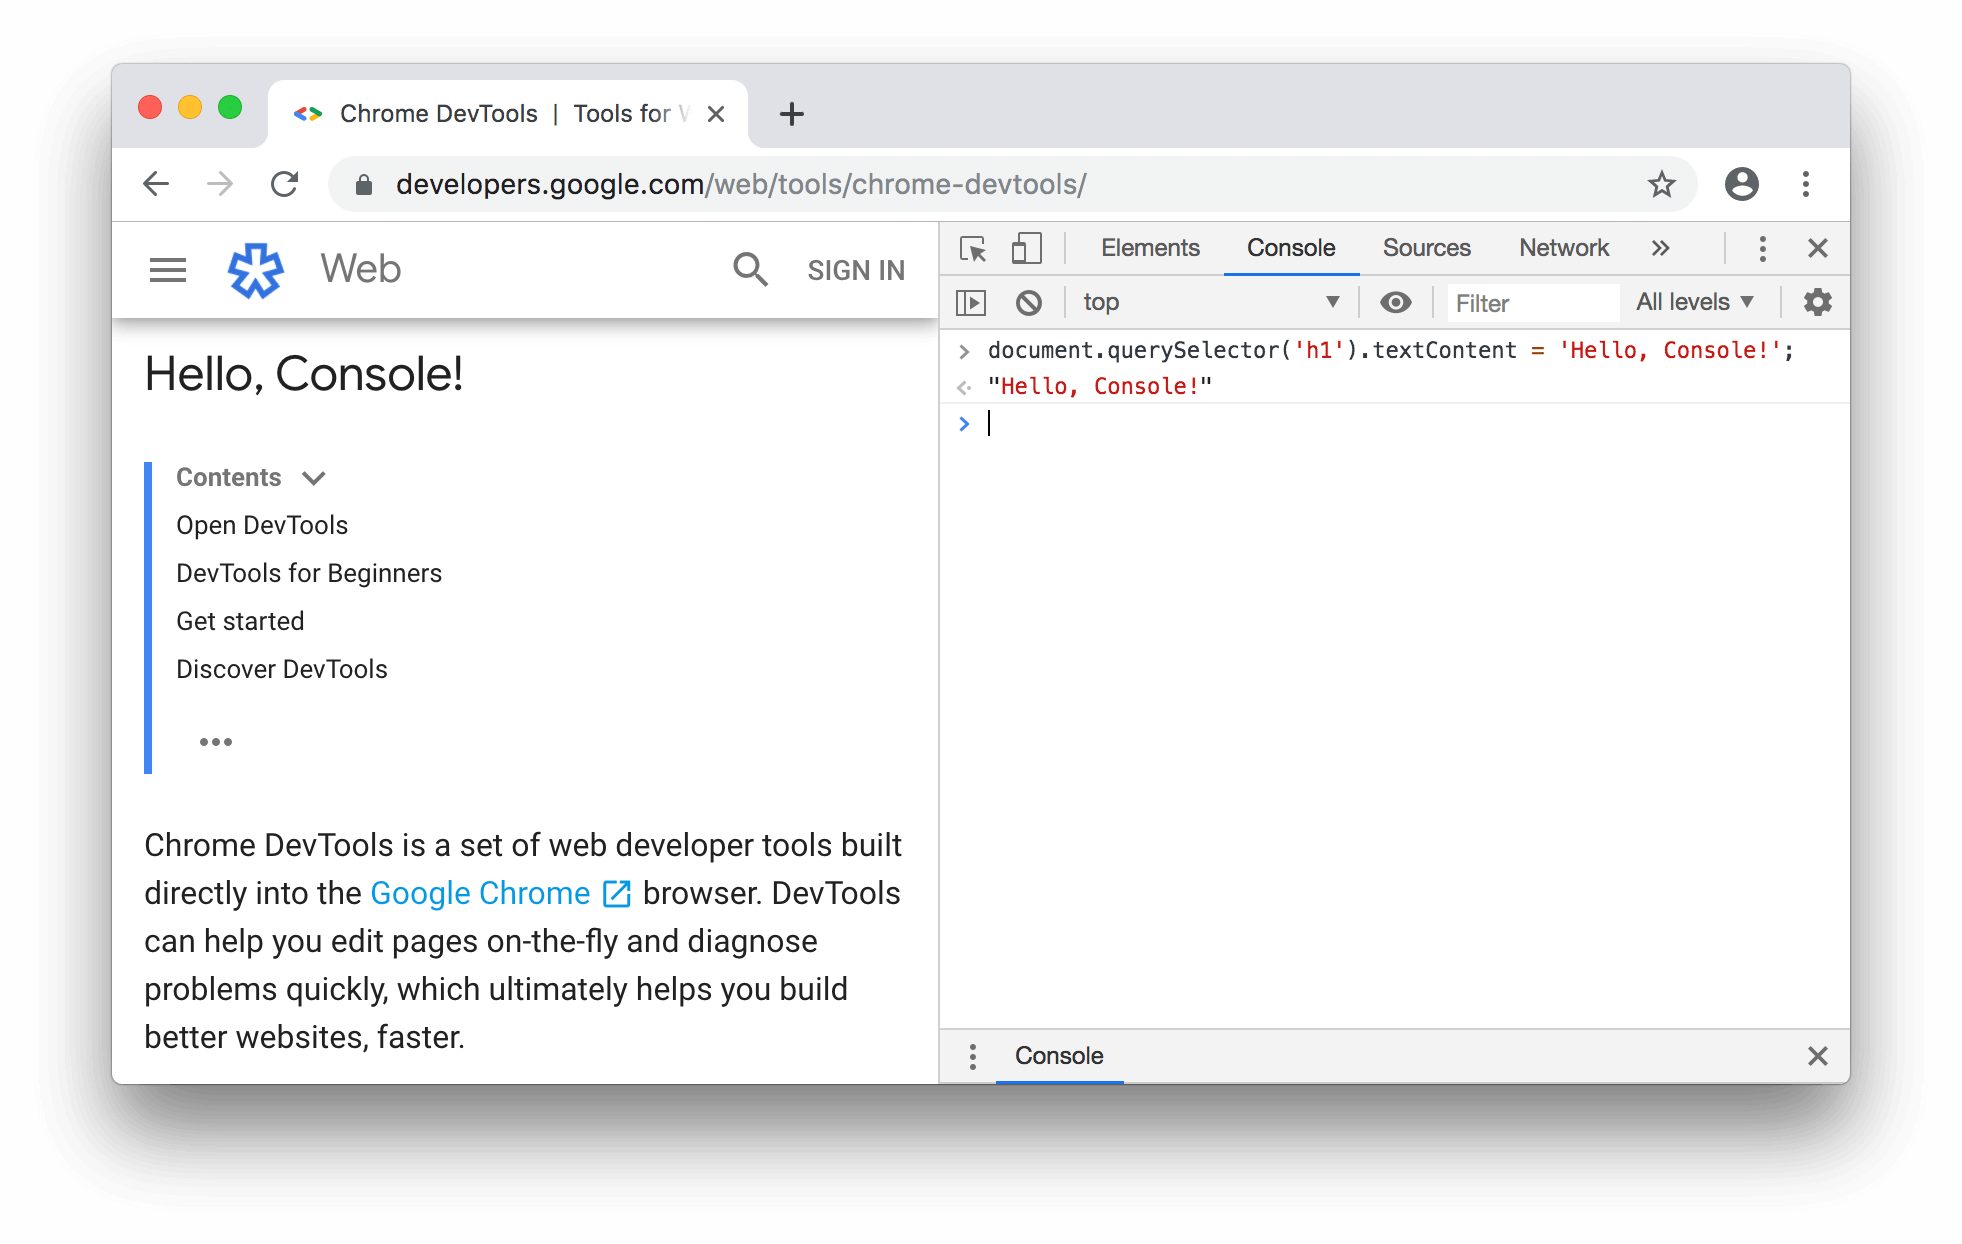 Chrome DevTools | Tools for W
developers.google.com/web/tools/chrome-devtools/
Web
SIGN IN
Hello, Console!
Contents
Open DevTools
DevTools for Beginners
Get started
Discover DevTools
Chrome DevTools is a set of web developer tools built
directly into the Google Chrome browser. DevTools
can help you edit pages on-the-fly and diagnose
problems quickly, which ultimately helps you build
better websites, faster.
Elements Console Sources Network »
top Filter All levels
> document.querySelector('h1').textContent = 'Hello, Console!';
"Hello, Console!"
>
Console